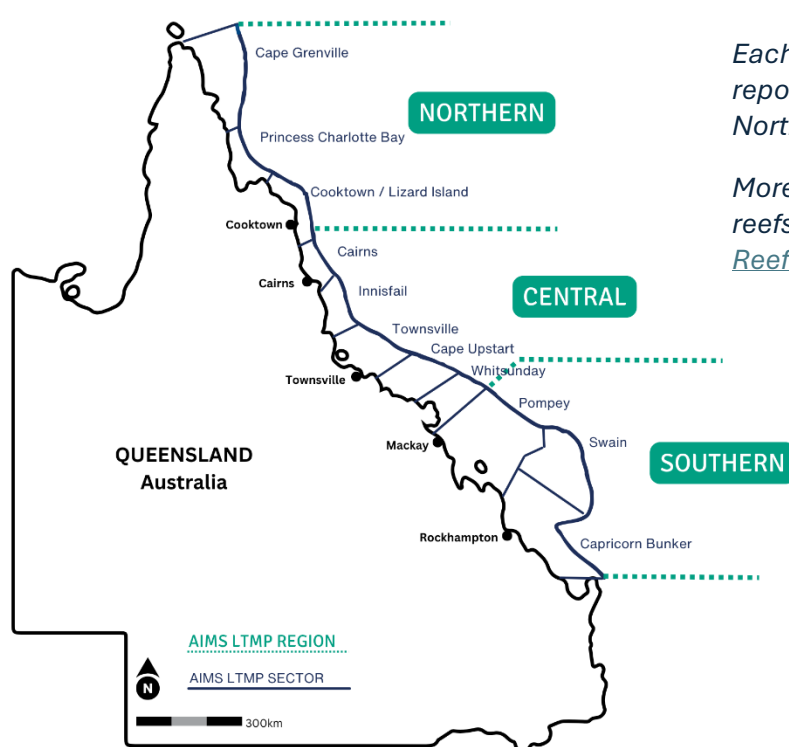 Cape Grenville
Each
repo
NORTHERN
North
Princess Charlotte Bay
More
Cooktown / Lizard Island
reefs
Cooktown
Cairns
Reef
Cairns
Innisfail
CENTRAL
Townsville
Cape Upstart
Whitsunday
Townsville
Pompey
Mackay
Swain
QUEENSLAND
Australia
SOUTHERN
Rockhampton
Capricorn Bunker
AIMS LTMP REGION
AIMS LTMP SECTOR
N
300km